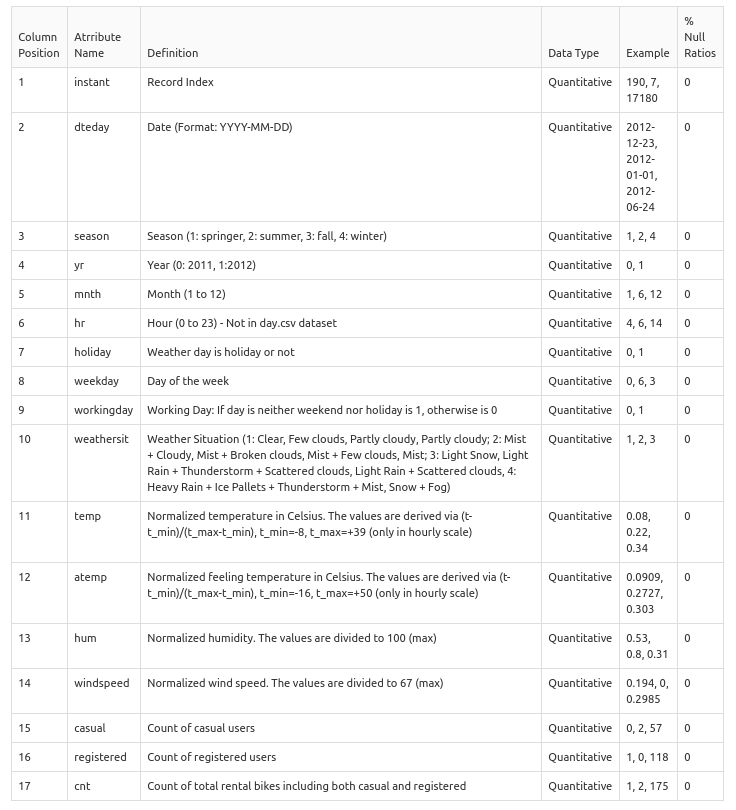 Column Position | Atrribute Name | Definition | Data Type | Example | % Null Ratios
1 | instant | Record Index | Quantitative | 190, 7, 17180 | 0
2 | dteday | Date (Format: YYYY-MM-DD) | Quantitative | 2012-12-23, 2012-01-01, 2012-06-24 | 0
3 | season | Season (1: springer, 2: summer, 3: fall, 4: winter) | Quantitative | 1, 2, 4 | 0
4 | yr | Year (0: 2011, 1:2012) | Quantitative | 0, 1 | 0
5 | mnth | Month (1 to 12) | Quantitative | 1, 6, 12 | 0
6 | hr | Hour (0 to 23) - Not in day.csv dataset | Quantitative | 4, 6, 14 | 0
7 | holiday | Weather day is holiday or not | Quantitative | 0, 1 | 0
8 | weekday | Day of the week | Quantitative | 0, 6, 3 | 0
9 | workingday | Working Day: If day is neither weekend nor holiday is 1, otherwise is 0 | Quantitative | 0, 1 | 0
10 | weathersit | Weather Situation (1: Clear, Few clouds, Partly cloudy, Partly cloudy; 2: Mist + Cloudy, Mist + Broken clouds, Mist + Few clouds, Mist; 3: Light Snow, Light Rain + Thunderstorm + Scattered clouds, Light Rain + Scattered clouds, 4: Heavy Rain + Ice Pallets + Thunderstorm + Mist, Snow + Fog) | Quantitative | 1, 2, 3 | 0
11 | temp | Normalized temperature in Celsius. The values are derived via (t-t_min)/(t_max-t_min), t_min=-8, t_max=+39 (only in hourly scale) | Quantitative | 0.08, 0.22, 0.34 | 0
12 | atemp | Normalized feeling temperature in Celsius. The values are derived via (t-t_min)/(t_max-t_min), t_min=-16, t_max=+50 (only in hourly scale) | Quantitative | 0.0909, 0.2727, 0.303 | 0
13 | hum | Normalized humidity. The values are divided to 100 (max) | Quantitative | 0.53, 0.8, 0.31 | 0
14 | windspeed | Normalized wind speed. The values are divided to 67 (max) | Quantitative | 0.194, 0, 0.2985 | 0
15 | casual | Count of casual users | Quantitative | 0, 2, 57 | 0
16 | registered | Count of registered users | Quantitative | 1, 0, 118 | 0
17 | cnt | Count of total rental bikes including both casual and registered | Quantitative | 1, 2, 175 | 0